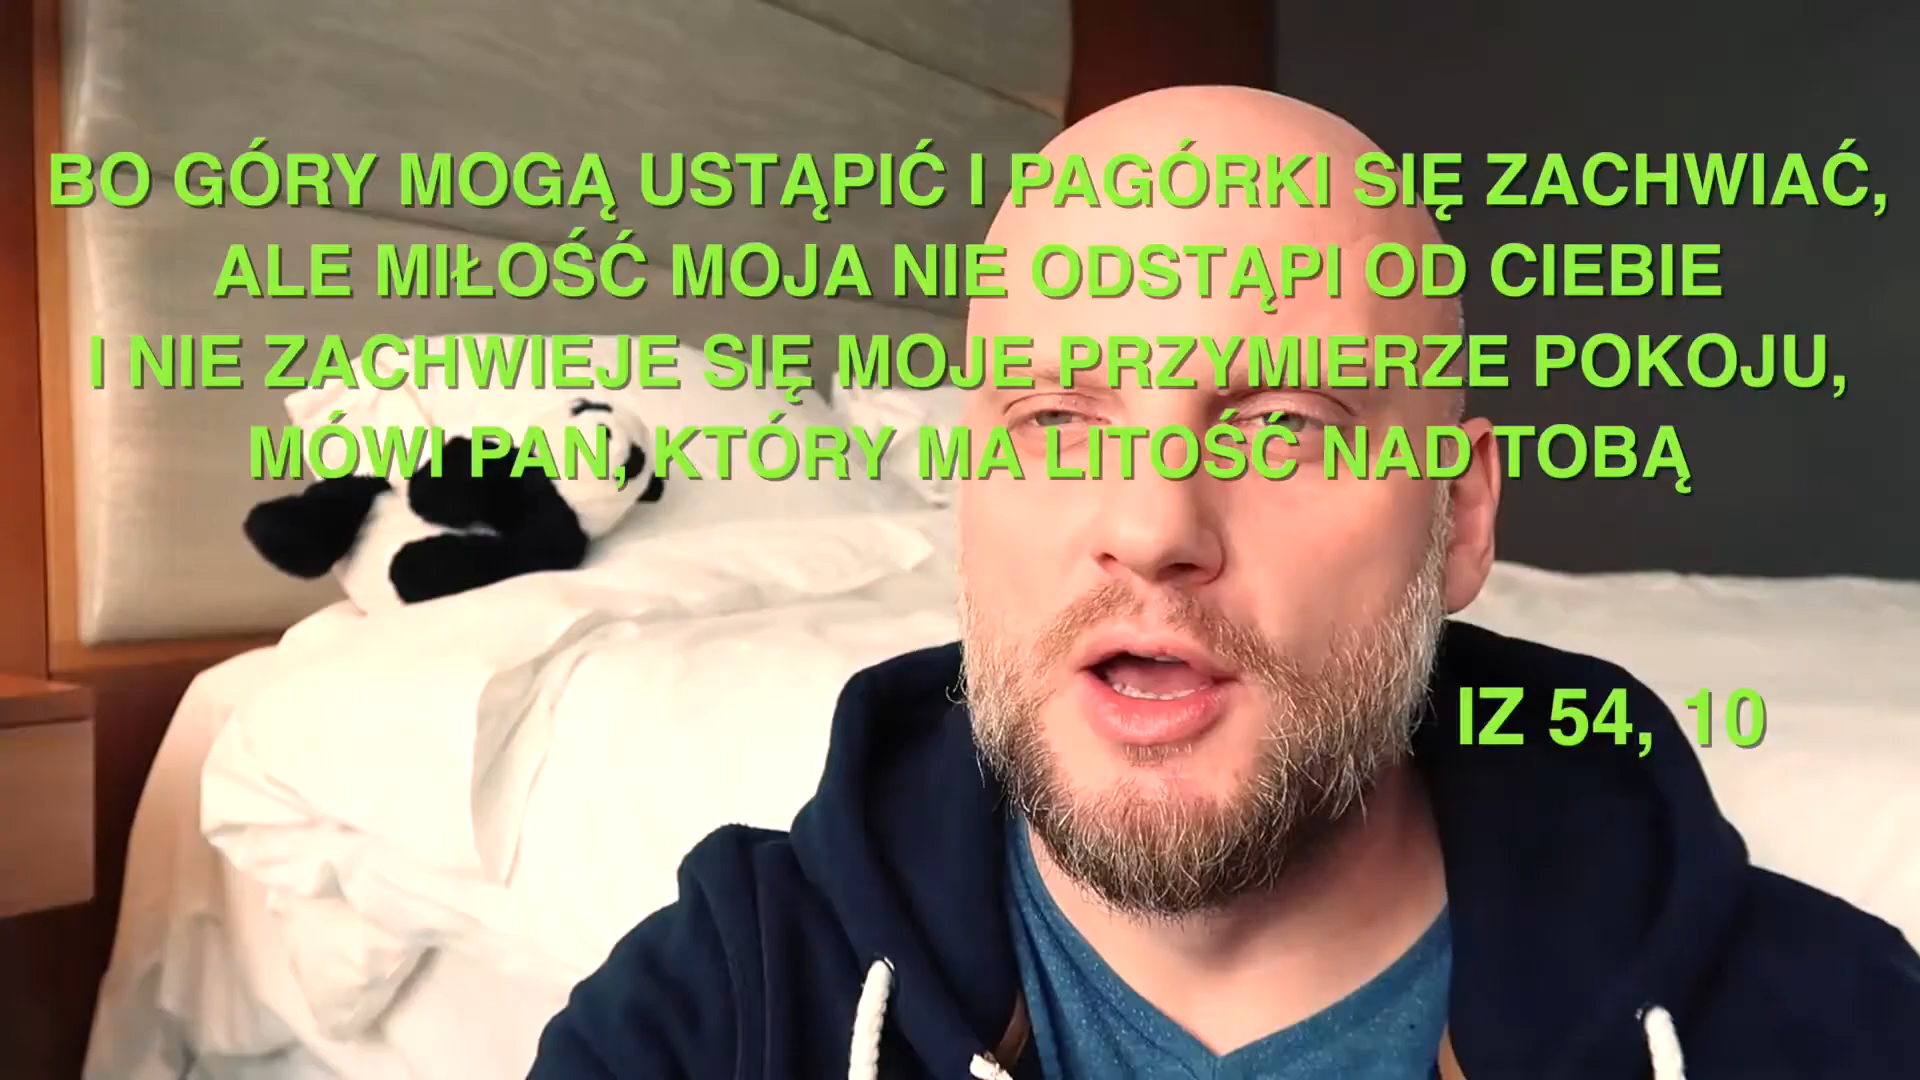 BO GÓRY MOGĄ USTĄPIĆ I PAGÓRKI SIĘ ZACHWIAĆ,
ALE MIŁOŚĆ MOJA NIE ODSTĄPI OD CIEBIE
I NIE ZACHWIEJE SIĘ MOJE PRZYMIERZE POKOJU,
MÓWI PAN, KTÓRY MA LITOŚĆ NAD TOBĄ
IZ 54, 10